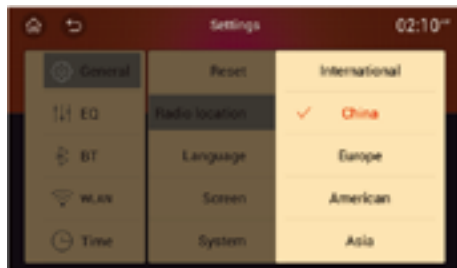 Settings
02:10
General
EQ
BT
WLAN
Time
Reset
Radio location
Language
Screen
System
International
China
Europe
American
Asia